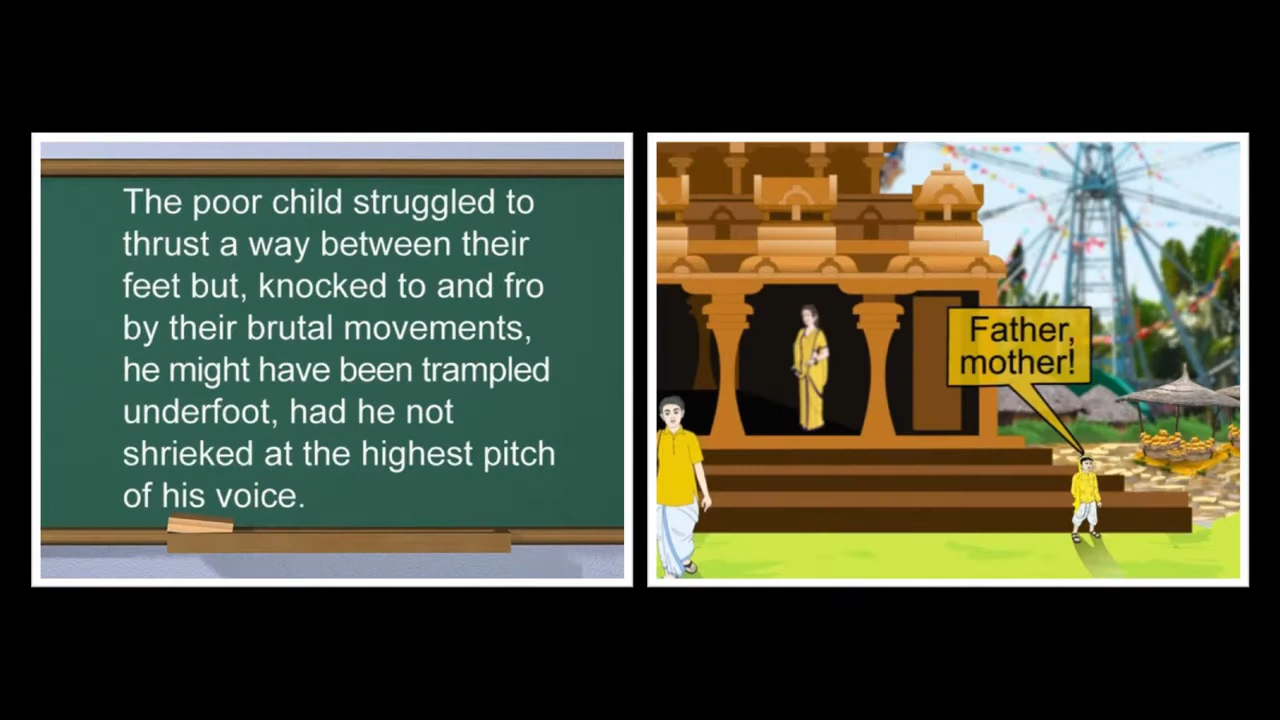 The poor child struggled to
thrust a way between their
feet but, knocked to and fro
by their brutal movements,
he might have been trampled
underfoot, had he not
shrieked at the highest pitch
of his voice.
Father,
mother!